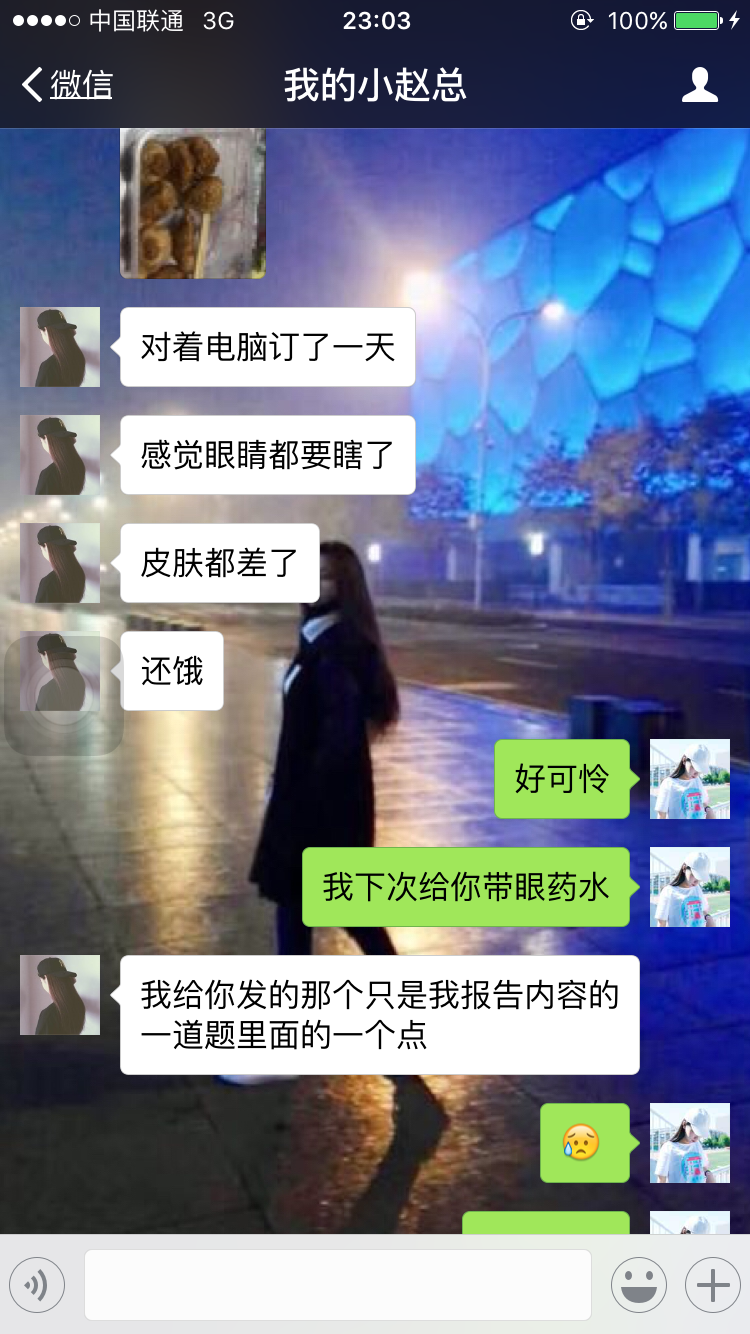 中国联通 3G 23:03 100%
微信 我的小赵总
对着电脑订了一天
感觉眼睛都要瞎了
皮肤都差了
还饿
好可怜
我下次给你带眼药水
我给你发的那个只是我报告内容的
一道题里面的一个点